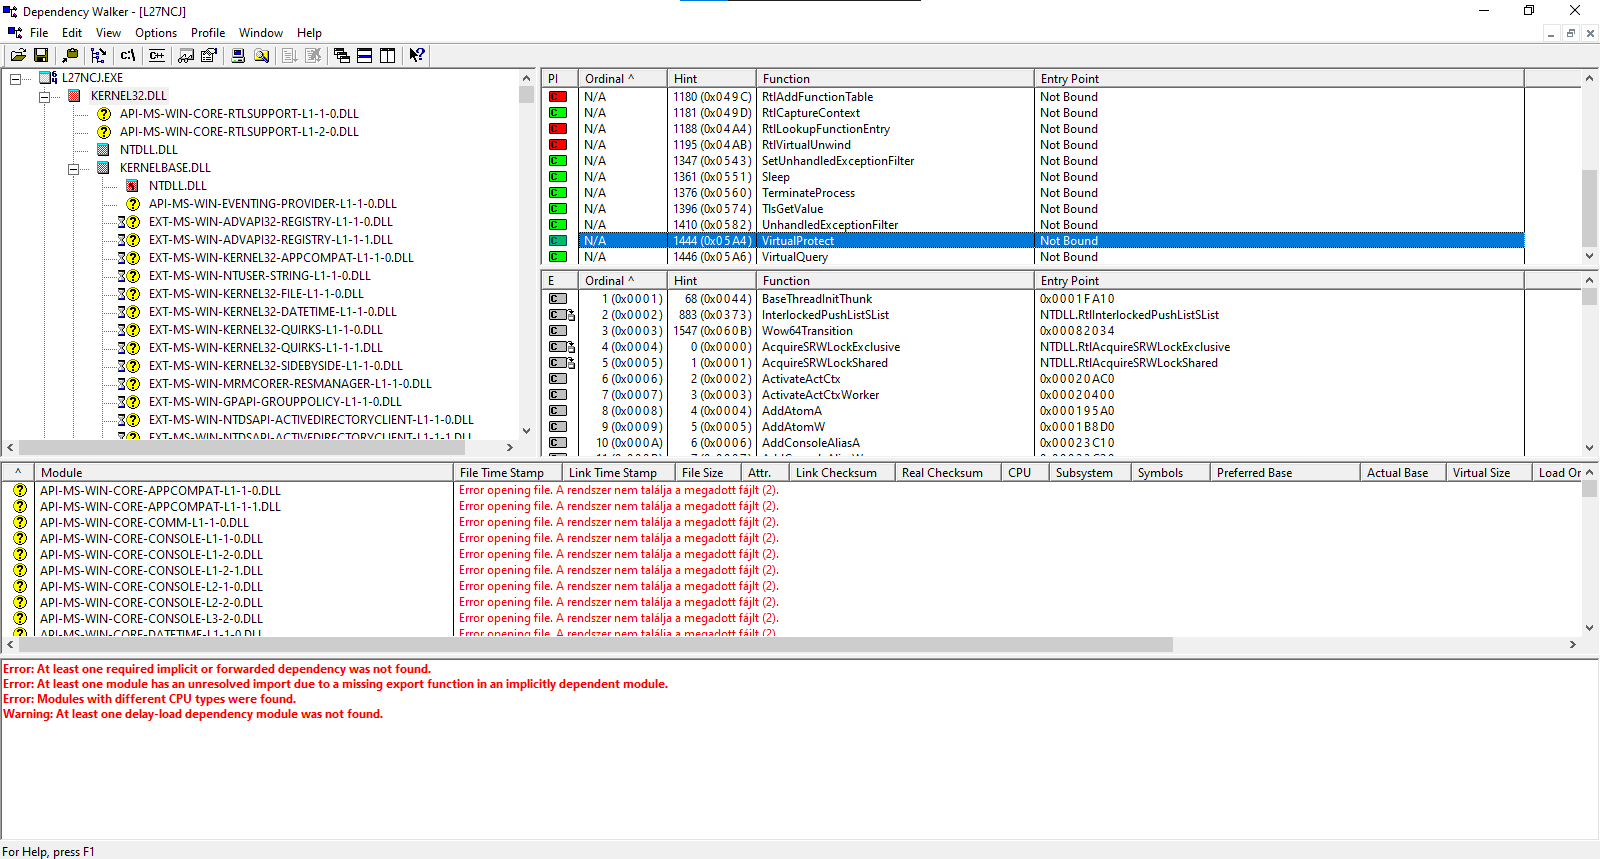 Dependency Walker - [L27NCJ]
File Edit View Options Profile Window Help
c:\ C++
L27NCJ.EXE
KERNEL32.DLL
API-MS-WIN-CORE-RTLSUPPORT-L1-1-0.DLL
API-MS-WIN-CORE-RTLSUPPORT-L1-2-0.DLL
NTDLL.DLL
KERNELBASE.DLL
NTDLL.DLL
API-MS-WIN-EVENTING-PROVIDER-L1-1-0.DLL
EXT-MS-WIN-ADVAPI32-REGISTRY-L1-1-0.DLL
EXT-MS-WIN-ADVAPI32-REGISTRY-L1-1-1.DLL
EXT-MS-WIN-KERNEL32-APPCOMPAT-L1-1-0.DLL
EXT-MS-WIN-NTUSER-STRING-L1-1-0.DLL
EXT-MS-WIN-KERNEL32-FILE-L1-1-0.DLL
EXT-MS-WIN-KERNEL32-DATETIME-L1-1-0.DLL
EXT-MS-WIN-KERNEL32-QUIRKS-L1-1-0.DLL
EXT-MS-WIN-KERNEL32-QUIRKS-L1-1-1.DLL
EXT-MS-WIN-KERNEL32-SIDEBYSIDE-L1-1-0.DLL
EXT-MS-WIN-MRMCORER-RESMANAGER-L1-1-0.DLL
EXT-MS-WIN-GPAPI-GROUPPOLICY-L1-1-0.DLL
EXT-MS-WIN-NTDSAPI-ACTIVEDIRECTORYCLIENT-L1-1-0.DLL
EXT-MS-WIN-NTDSAPI-ACTIVEDIRECTORYCLIENT-L1-1-1.DLL
PI Ordinal ^ Hint Function Entry Point
C N/A 1180 (0x049C) RtlAddFunctionTable Not Bound
C N/A 1181 (0x049D) RtlCaptureContext Not Bound
C N/A 1188 (0x04A4) RtlLookupFunctionEntry Not Bound
C N/A 1195 (0x04AB) RtlVirtualUnwind Not Bound
C N/A 1347 (0x0543) SetUnhandledExceptionFilter Not Bound
C N/A 1361 (0x0551) Sleep Not Bound
C N/A 1376 (0x0560) TerminateProcess Not Bound
C N/A 1396 (0x0574) TlsGetValue Not Bound
C N/A 1410 (0x0582) UnhandledExceptionFilter Not Bound
C N/A 1444 (0x05A4) VirtualProtect Not Bound
C N/A 1446 (0x05A6) VirtualQuery Not Bound
E Ordinal ^ Hint Function Entry Point
C 1 (0x0001) 68 (0x0044) BaseThreadInitThunk 0x0001FA10
C 2 (0x0002) 883 (0x0373) InterlockedPushListSList NTDLL.RtlInterlockedPushListSList
C 3 (0x0003) 1547 (0x060B) Wow64Transition 0x00082034
C 4 (0x0004) 0 (0x0000) AcquireSRWLockExclusive NTDLL.RtlAcquireSRWLockExclusive
C 5 (0x0005) 1 (0x0001) AcquireSRWLockShared NTDLL.RtlAcquireSRWLockShared
C 6 (0x0006) 2 (0x0002) ActivateActCtx 0x00020AC0
C 7 (0x0007) 3 (0x0003) ActivateActCtxWorker 0x00020400
C 8 (0x0008) 4 (0x0004) AddAtomA 0x000195A0
C 9 (0x0009) 5 (0x0005) AddAtomW 0x0001B8D0
C 10 (0x000A) 6 (0x0006) AddConsoleAliasA 0x00023C10
^ Module File Time Stamp Link Time Stamp File Size Attr. Link Checksum Real Checksum CPU Subsystem Symbols Preferred Base Actual Base Virtual Size Load Or
API-MS-WIN-CORE-APPCOMPAT-L1-1-0.DLL Error opening file. A rendszer nem találja a megadott fájlt (2).
API-MS-WIN-CORE-APPCOMPAT-L1-1-1.DLL Error opening file. A rendszer nem találja a megadott fájlt (2).
API-MS-WIN-CORE-COMM-L1-1-0.DLL Error opening file. A rendszer nem találja a megadott fájlt (2).
API-MS-WIN-CORE-CONSOLE-L1-1-0.DLL Error opening file. A rendszer nem találja a megadott fájlt (2).
API-MS-WIN-CORE-CONSOLE-L1-2-0.DLL Error opening file. A rendszer nem találja a megadott fájlt (2).
API-MS-WIN-CORE-CONSOLE-L1-2-1.DLL Error opening file. A rendszer nem találja a megadott fájlt (2).
API-MS-WIN-CORE-CONSOLE-L2-1-0.DLL Error opening file. A rendszer nem találja a megadott fájlt (2).
API-MS-WIN-CORE-CONSOLE-L2-2-0.DLL Error opening file. A rendszer nem találja a megadott fájlt (2).
API-MS-WIN-CORE-CONSOLE-L3-2-0.DLL Error opening file. A rendszer nem találja a megadott fájlt (2).
API-MS-WIN-CORE-DATETIME-L1-1-0.DLL Error opening file. A rendszer nem találja a megadott fájlt (2).
Error: At least one required implicit or forwarded dependency was not found.
Error: At least one module has an unresolved import due to a missing export function in an implicitly dependent module.
Error: Modules with different CPU types were found.
Warning: At least one delay-load dependency module was not found.
For Help, press F1